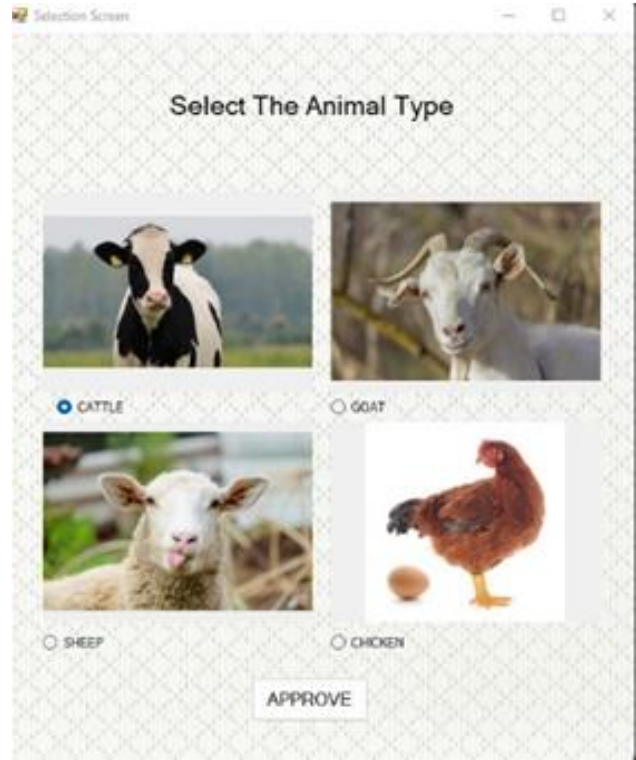 Selection Screen
Select The Animal Type
CATTLE
GOAT
SHEEP
CHICKEN
APPROVE